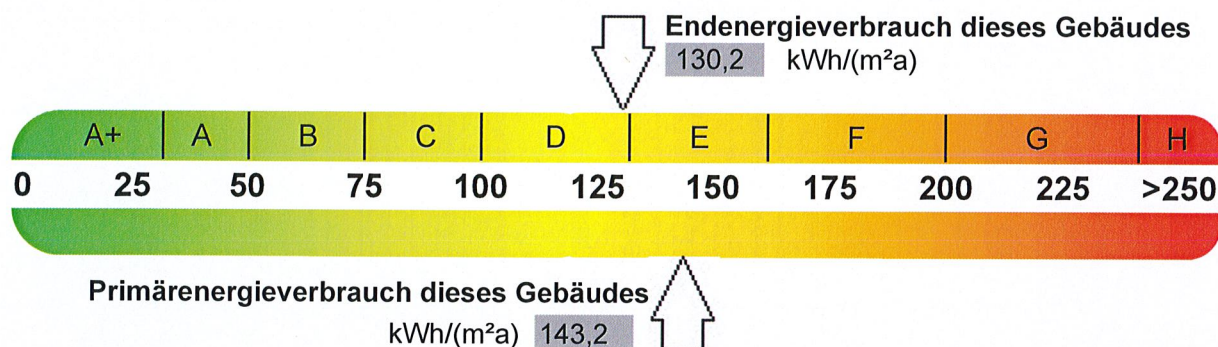 Endenergieverbrauch dieses Gebäudes
130,2 kWh/(m²a)
A+ A B C D E F G H
0 25 50 75 100 125 150 175 200 225 >250
Primärenergieverbrauch dieses Gebäudes
kWh/(m²a) 143,2